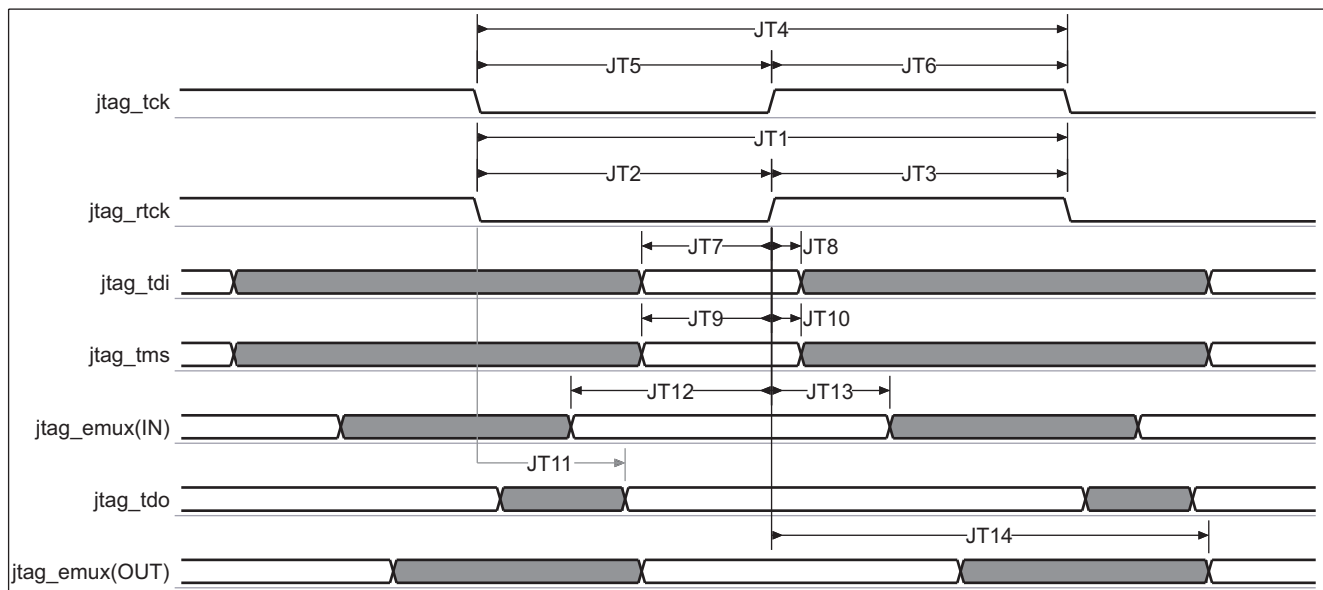 JT4
JT5 JT6
jtag_tck
JT1
JT2 JT3
jtag_rtck
JT7 JT8
jtag_tdi
JT9 JT10
jtag_tms
JT12 JT13
jtag_emux(IN)
JT11
jtag_tdo
JT14
jtag_emux(OUT)